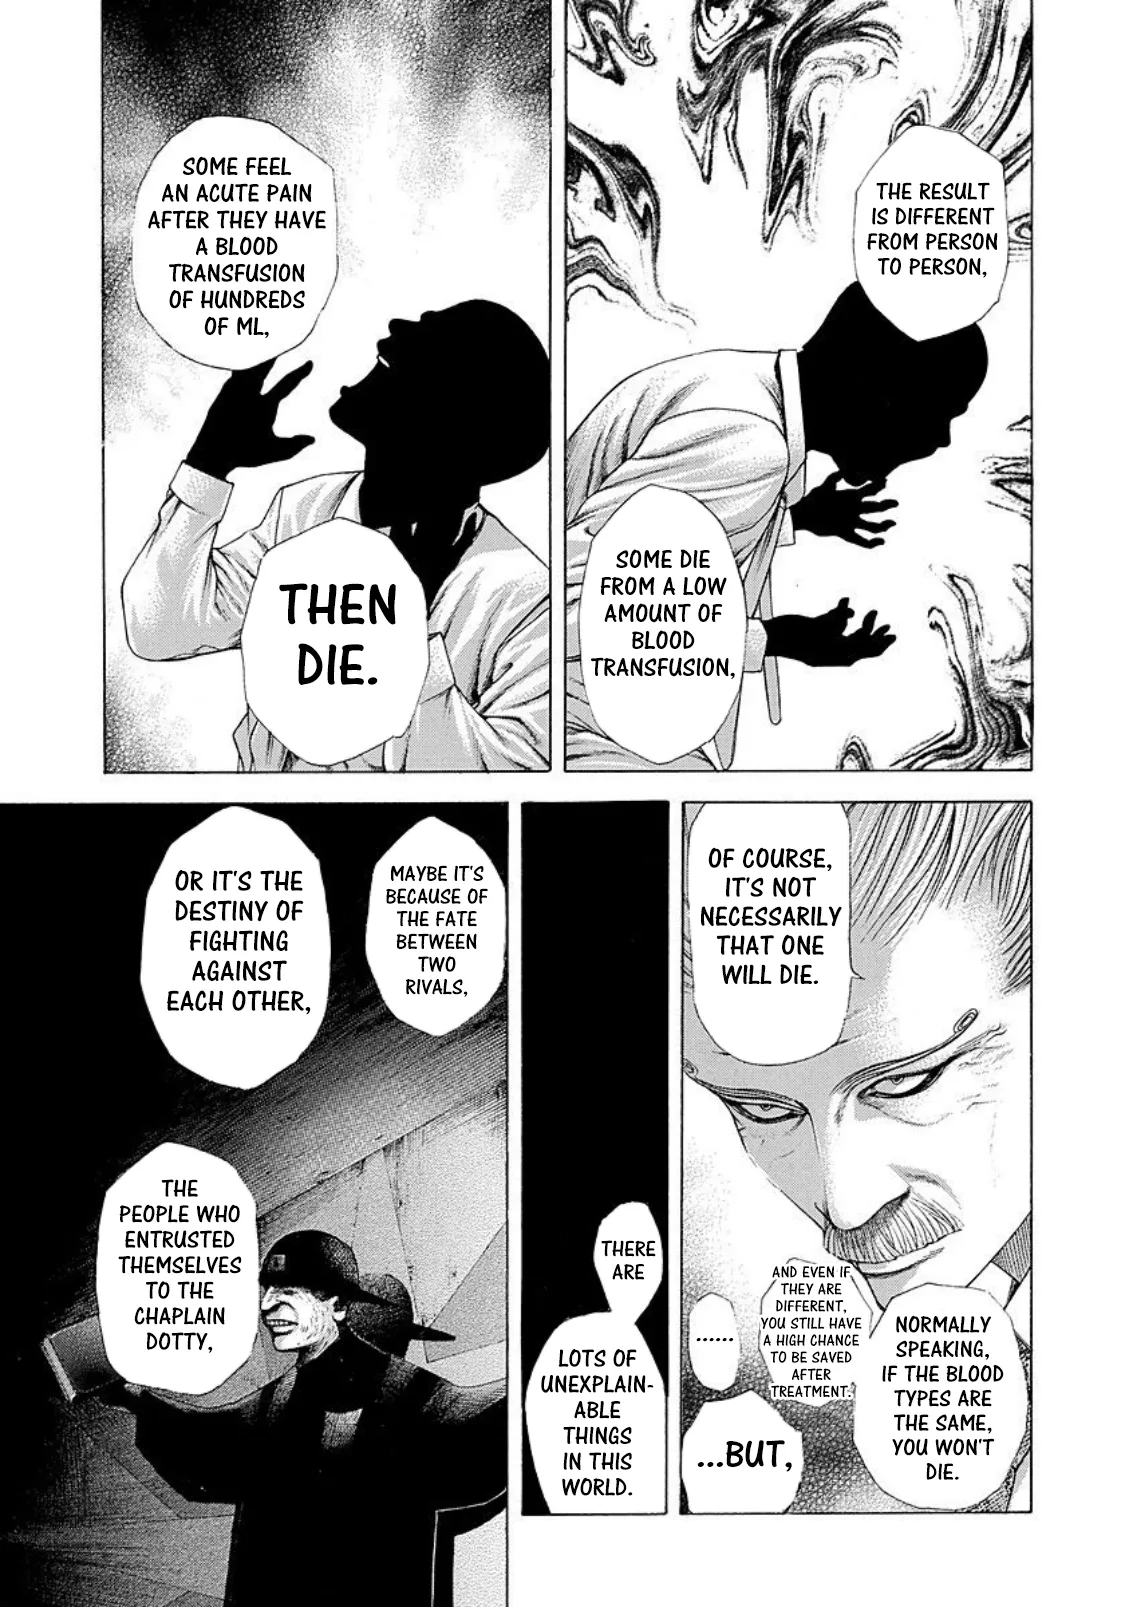 THE RESULT
IS DIFFERENT
FROM PERSON
TO PERSON,
SOME DIE
FROM A LOW
AMOUNT OF
BLOOD
TRANSFUSION,
SOME FEEL
AN ACUTE PAIN
AFTER THEY HAVE
A BLOOD
TRANSFUSION
OF HUNDREDS
OF ML,
THEN
DIE.
OF COURSE,
IT'S NOT
NECESSARILY
THAT ONE
WILL DIE.
NORMALLY
SPEAKING,
IF THE BLOOD
TYPES ARE
THE SAME,
YOU WON'T
DIE.
AND EVEN IF
THEY ARE
DIFFERENT,
YOU STILL HAVE
A HIGH CHANCE
TO BE SAVED
AFTER
TREATMENT.
......
...BUT,
THERE
ARE
LOTS OF
UNEXPLAIN-
ABLE
THINGS
IN THIS
WORLD.
MAYBE IT'S
BECAUSE OF
THE FATE
BETWEEN
TWO
RIVALS,
OR IT'S THE
DESTINY OF
FIGHTING
AGAINST
EACH OTHER,
THE
PEOPLE WHO
ENTRUSTED
THEMSELVES
TO THE
CHAPLAIN
DOTTY,